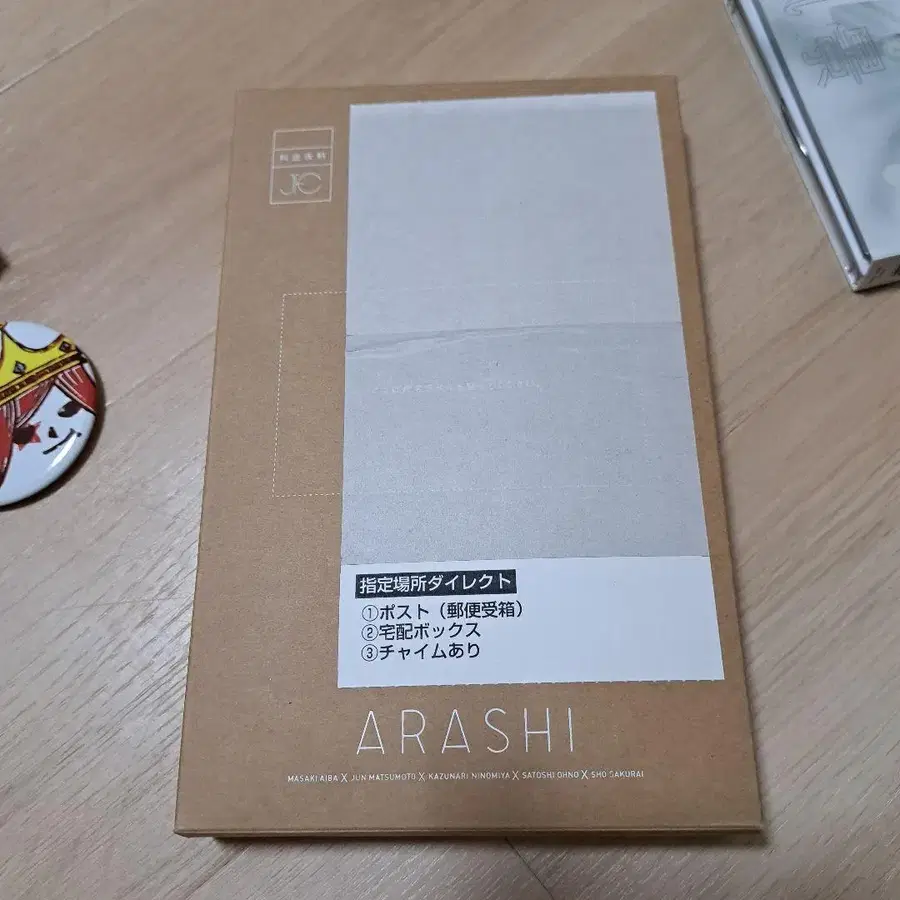 料金後納
JFC
指定場所ダイレクト
①ポスト（郵便受箱）
②宅配ボックス
③チャイムあり
ARASHI
MASAKI AIBA X JUN MATSUMOTO X KAZUNARI NINOMIYA X SATOSHI OHNO X SHO SAKURAI